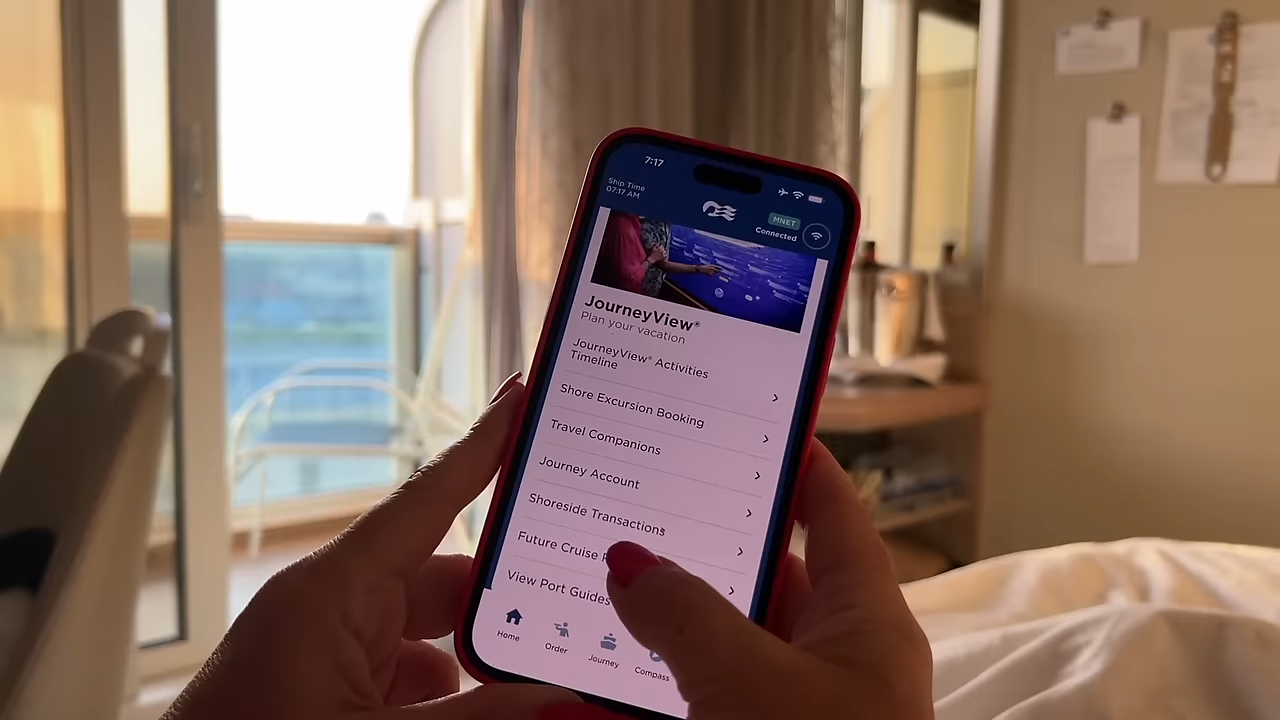 7:17
Ship Time
07:17 AM
MNET
Connected
JourneyView®
Plan your vacation
JourneyView® Activities
Timeline
Shore Excursion Booking
Travel Companions
Journey Account
Shoreside Transactions
Future Cruise
View Port Guides
Home
Order
Journey
Compass